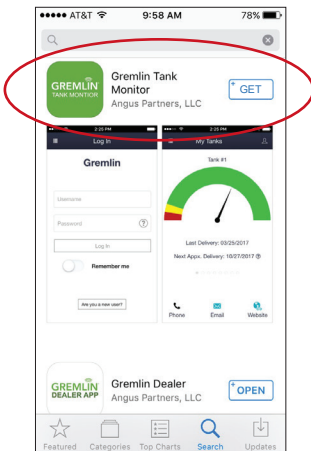 AT&T 9:58 AM 78%
GREMLIN
TANK MONTIOR
Gremlin Tank
Monitor
Angus Partners, LLC
+ GET
2:25 PM
Log In
Gremlin
Username
Password ?
Log In
Remember me
Are you a new user?
2:25 PM
My Tanks
Tank #1
Last Delivery: 03/25/2017
Next Appx. Delivery: 10/27/2017 ?
Phone Email Website
GREMLIN
DEALER APP
Gremlin Dealer
Angus Partners, LLC
+ OPEN
Featured Categories Top Charts Search Updates